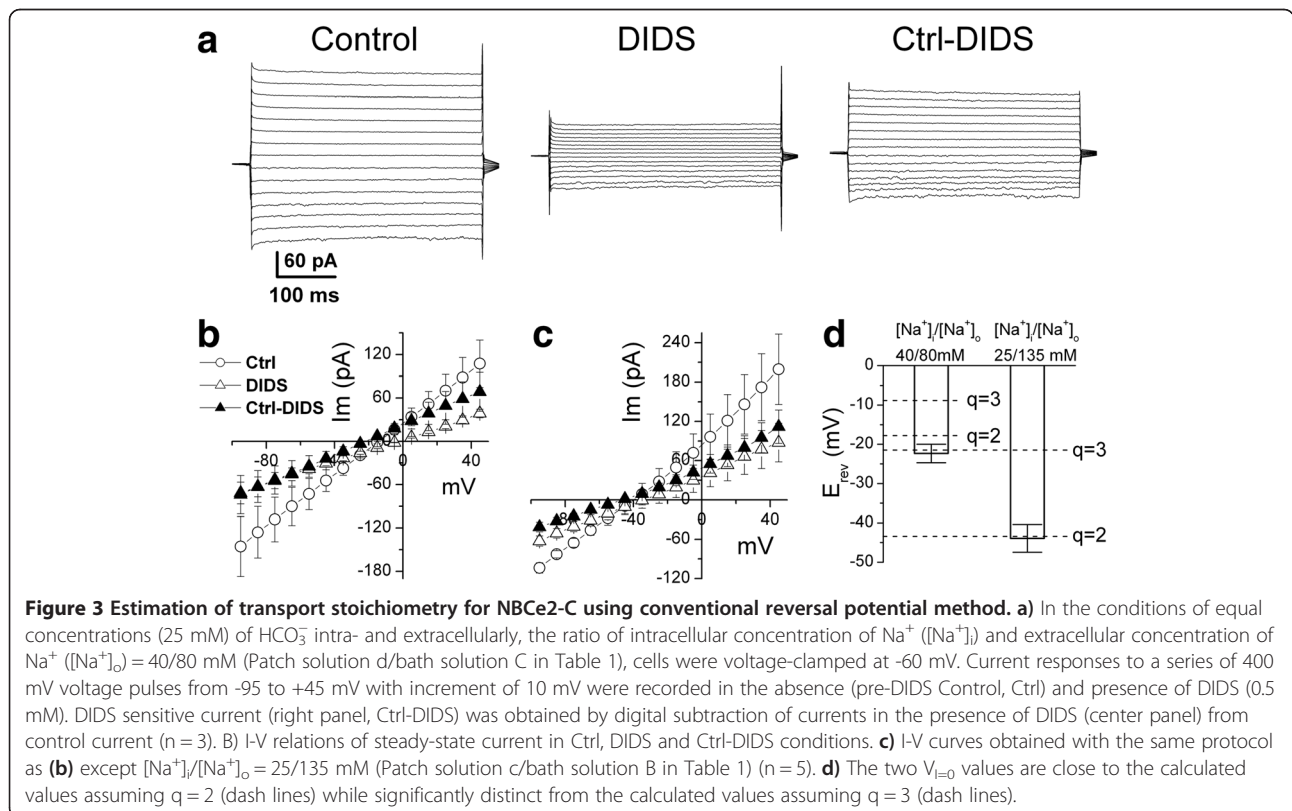 a Control DIDS Ctrl-DIDS
60 pA
100 ms
b
Ctrl
DIDS
Ctrl-DIDS
Im (pA)
120
60
0
-60
-120
-180
-80 -40 0 40
mV
c
Im (pA)
240
180
120
60
0
-60
-120
-80 -40 0 40
mV
d
[Na⁺]ᵢ/[Na⁺]ₒ [Na⁺]ᵢ/[Na⁺]ₒ
40/80mM 25/135 mM
E_rev (mV)
0
-10
-20
-30
-40
-50
q=3
q=2
q=3
q=2
Figure 3 Estimation of transport stoichiometry for NBCe2-C using conventional reversal potential method. a) In the conditions of equal
concentrations (25 mM) of HCO₃⁻ intra- and extracellularly, the ratio of intracellular concentration of Na⁺ ([Na⁺]ᵢ) and extracellular concentration of
Na⁺ ([Na⁺]ₒ) = 40/80 mM (Patch solution d/bath solution C in Table 1), cells were voltage-clamped at -60 mV. Current responses to a series of 400
mV voltage pulses from -95 to +45 mV with increment of 10 mV were recorded in the absence (pre-DIDS Control, Ctrl) and presence of DIDS (0.5
mM). DIDS sensitive current (right panel, Ctrl-DIDS) was obtained by digital subtraction of currents in the presence of DIDS (center panel) from
control current (n = 3). B) I-V relations of steady-state current in Ctrl, DIDS and Ctrl-DIDS conditions. c) I-V curves obtained with the same protocol
as (b) except [Na⁺]ᵢ/[Na⁺]ₒ = 25/135 mM (Patch solution c/bath solution B in Table 1) (n = 5). d) The two V_I=0 values are close to the calculated
values assuming q = 2 (dash lines) while significantly distinct from the calculated values assuming q = 3 (dash lines).